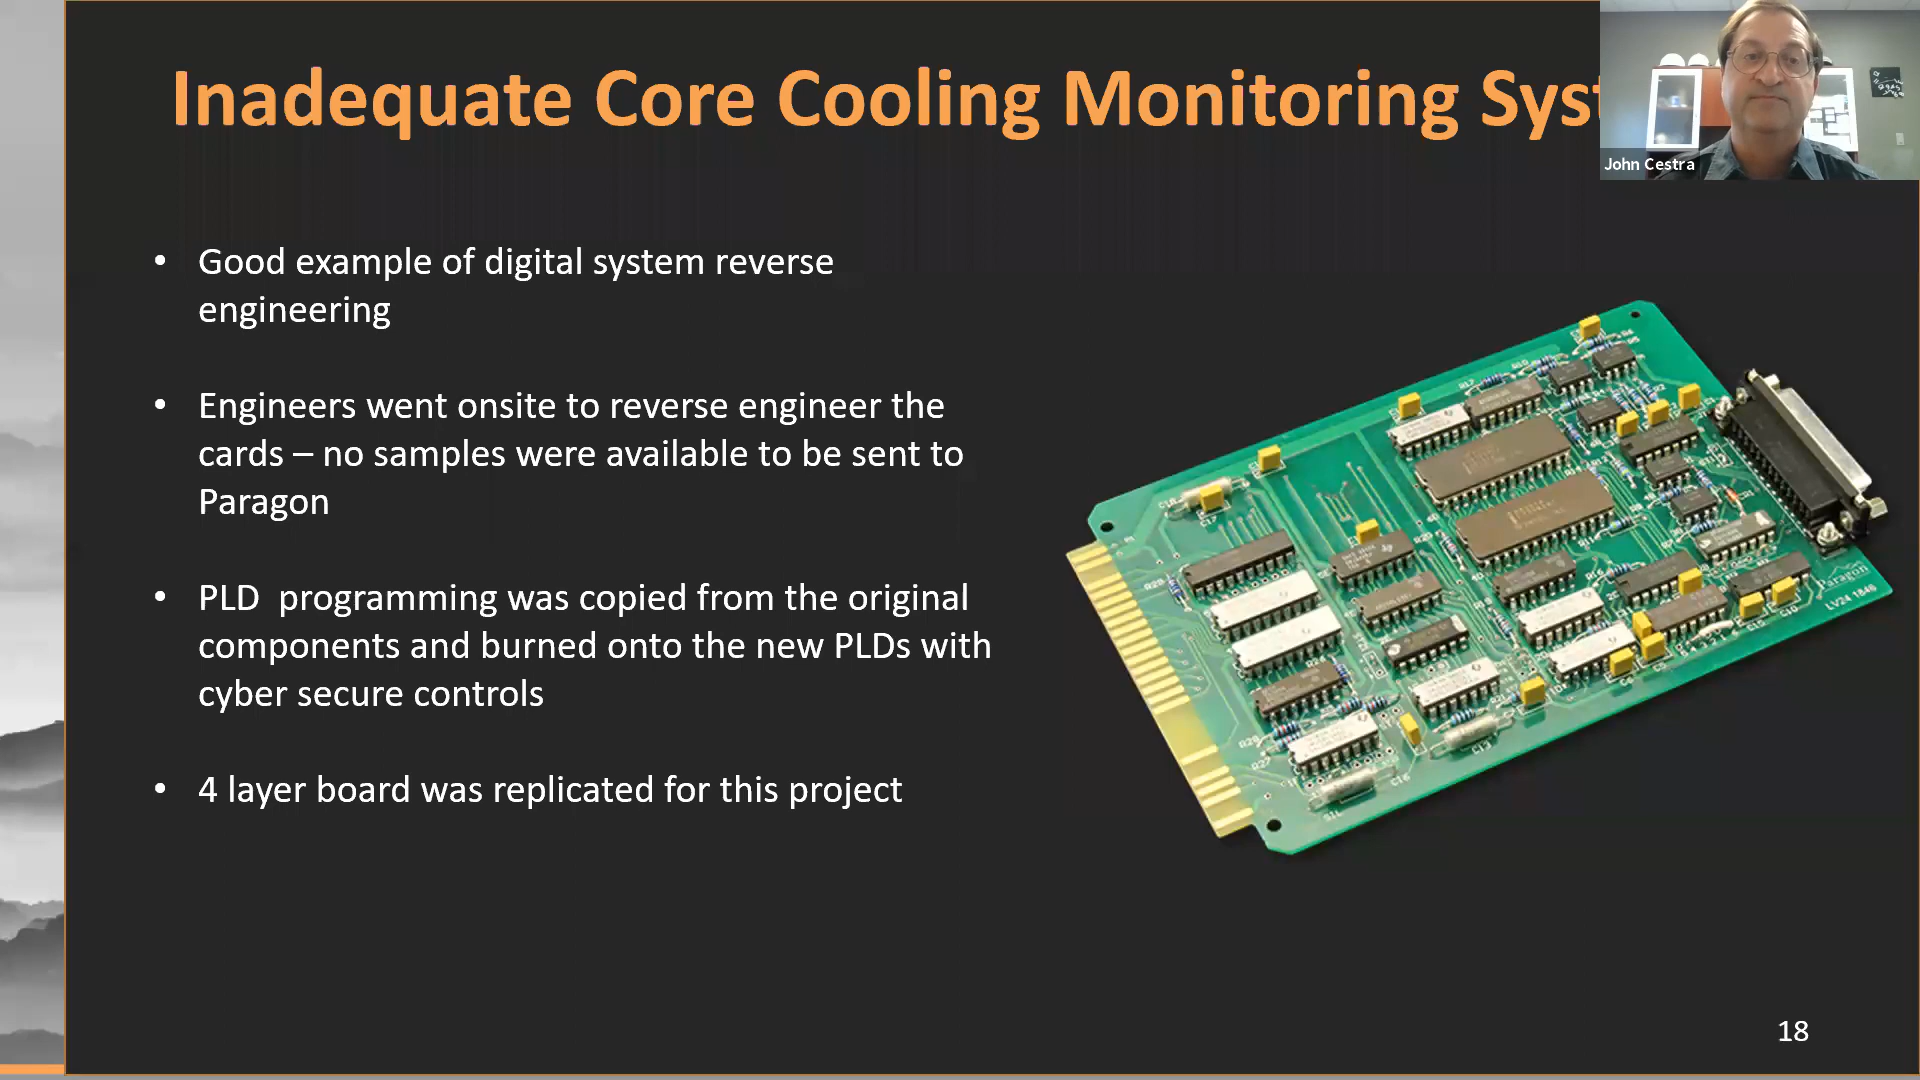 Inadequate Core Cooling Monitoring Syst
John Cestra
• Good example of digital system reverse
engineering
• Engineers went onsite to reverse engineer the
cards – no samples were available to be sent to
Paragon
• PLD  programming was copied from the original
components and burned onto the new PLDs with
cyber secure controls
• 4 layer board was replicated for this project
Paragon
LV24 1846
18